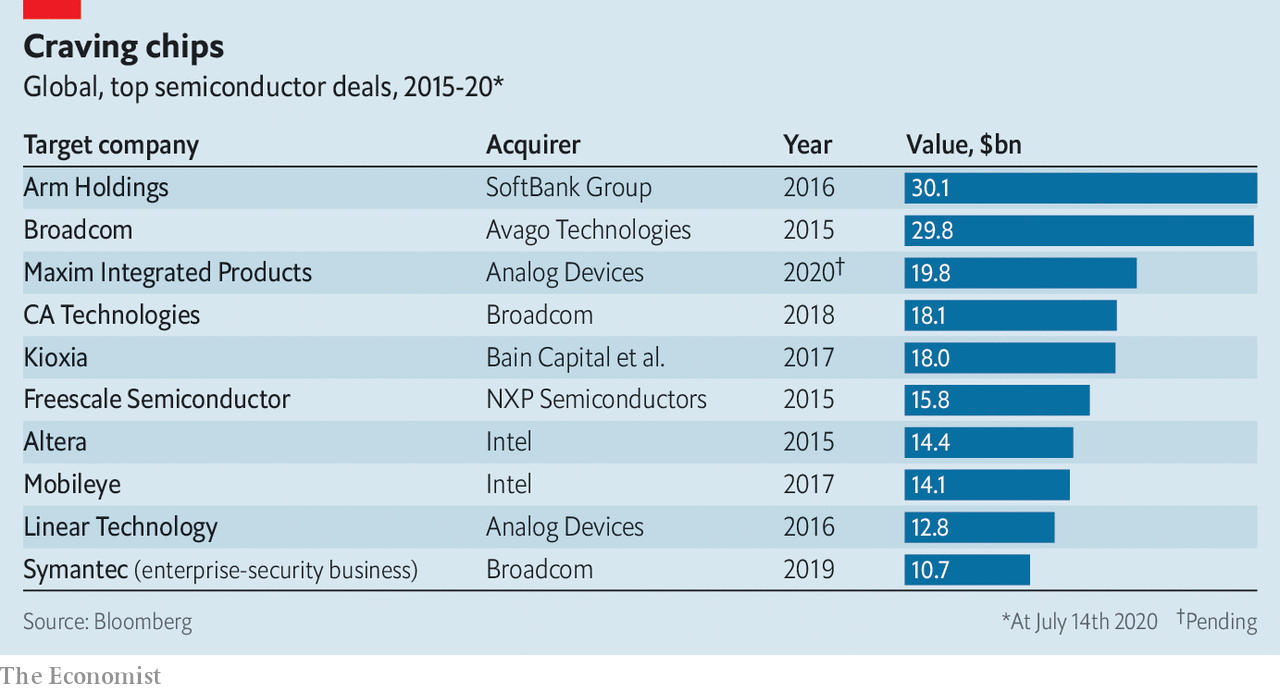 Craving chips
Global, top semiconductor deals, 2015-20*
Target company Acquirer Year Value, $bn
Arm Holdings SoftBank Group 2016 30.1
Broadcom Avago Technologies 2015 29.8
Maxim Integrated Products Analog Devices 2020† 19.8
CA Technologies Broadcom 2018 18.1
Kioxia Bain Capital et al. 2017 18.0
Freescale Semiconductor NXP Semiconductors 2015 15.8
Altera Intel 2015 14.4
Mobileye Intel 2017 14.1
Linear Technology Analog Devices 2016 12.8
Symantec (enterprise-security business) Broadcom 2019 10.7
Source: Bloomberg *At July 14th 2020 †Pending
The Economist